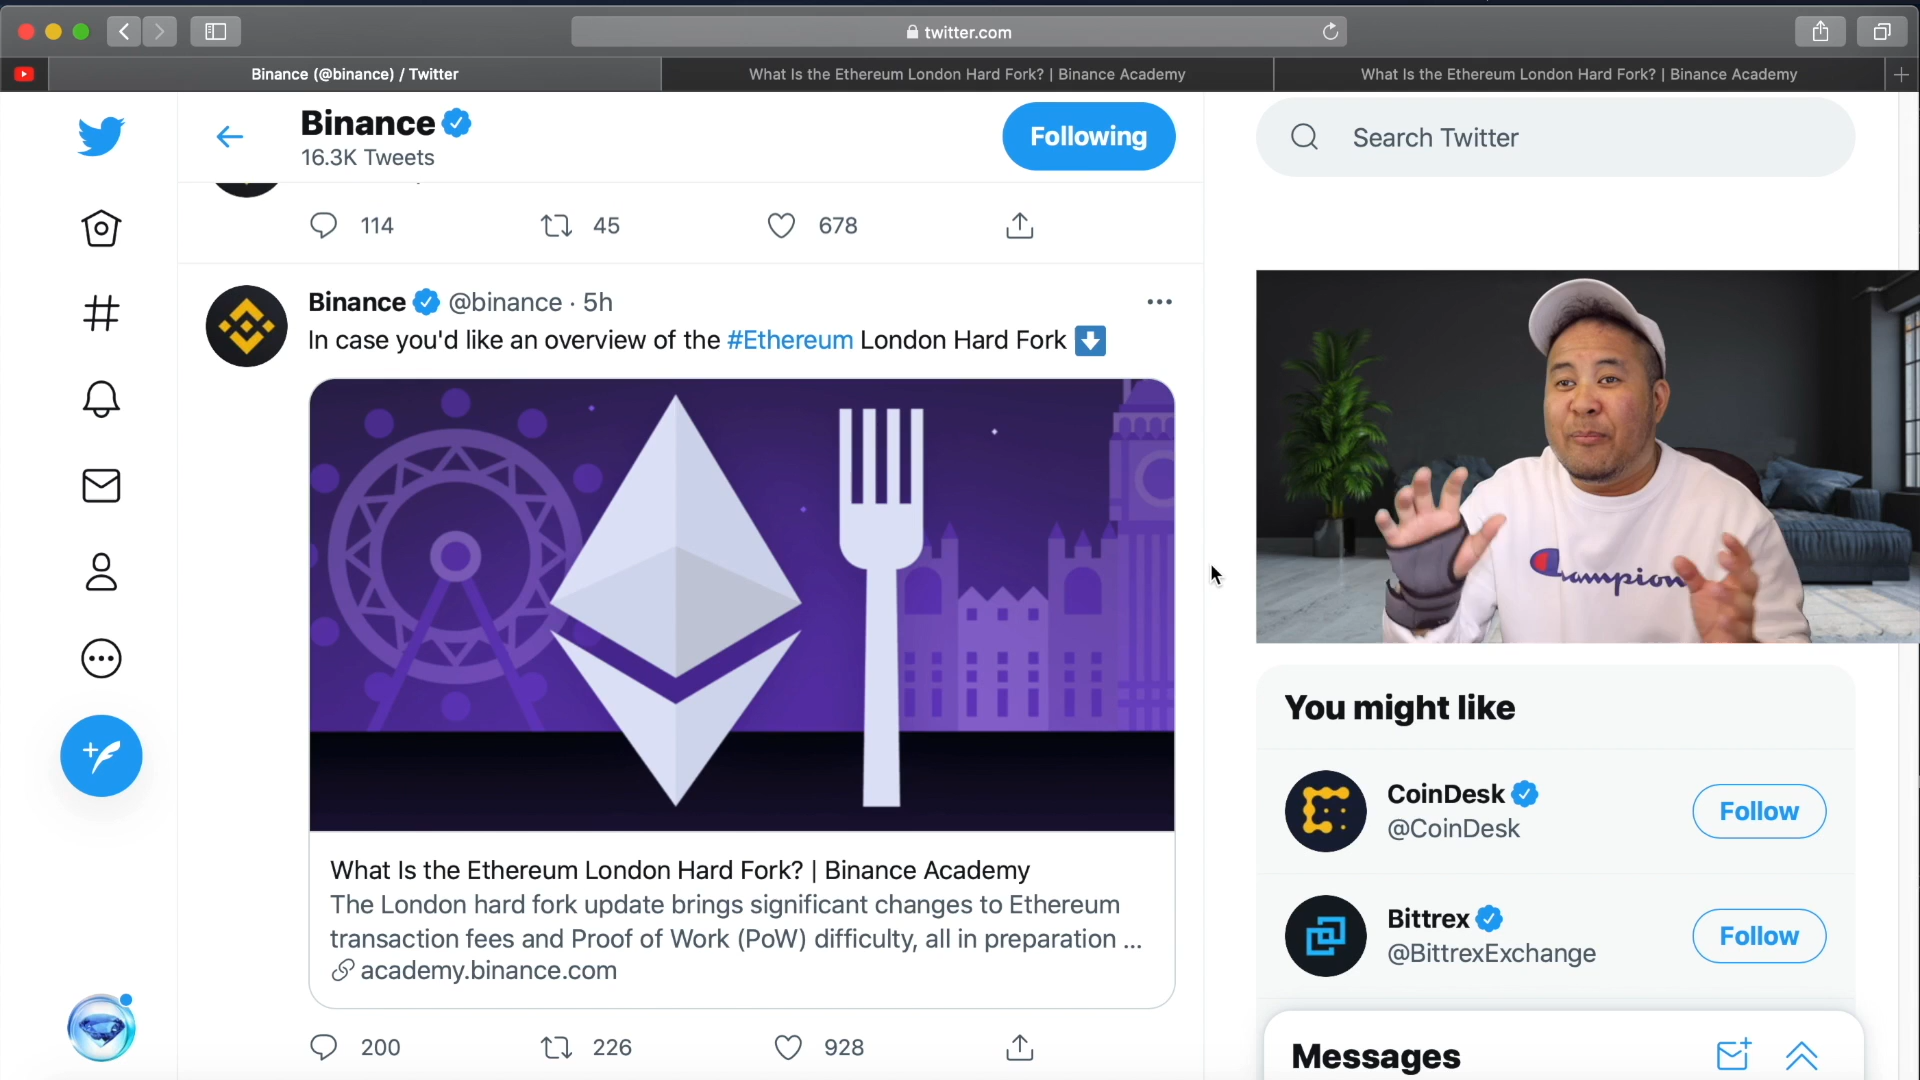 twitter.com
Binance (@binance) / Twitter
What Is the Ethereum London Hard Fork? | Binance Academy
What Is the Ethereum London Hard Fork? | Binance Academy
Binance
16.3K Tweets
Following
Search Twitter
114
45
678
Binance @binance · 5h
In case you'd like an overview of the #Ethereum London Hard Fork
What Is the Ethereum London Hard Fork? | Binance Academy
The London hard fork update brings significant changes to Ethereum
transaction fees and Proof of Work (PoW) difficulty, all in preparation ...
academy.binance.com
200
226
928
Champion
You might like
CoinDesk
@CoinDesk
Follow
Bittrex
@BittrexExchange
Follow
Messages